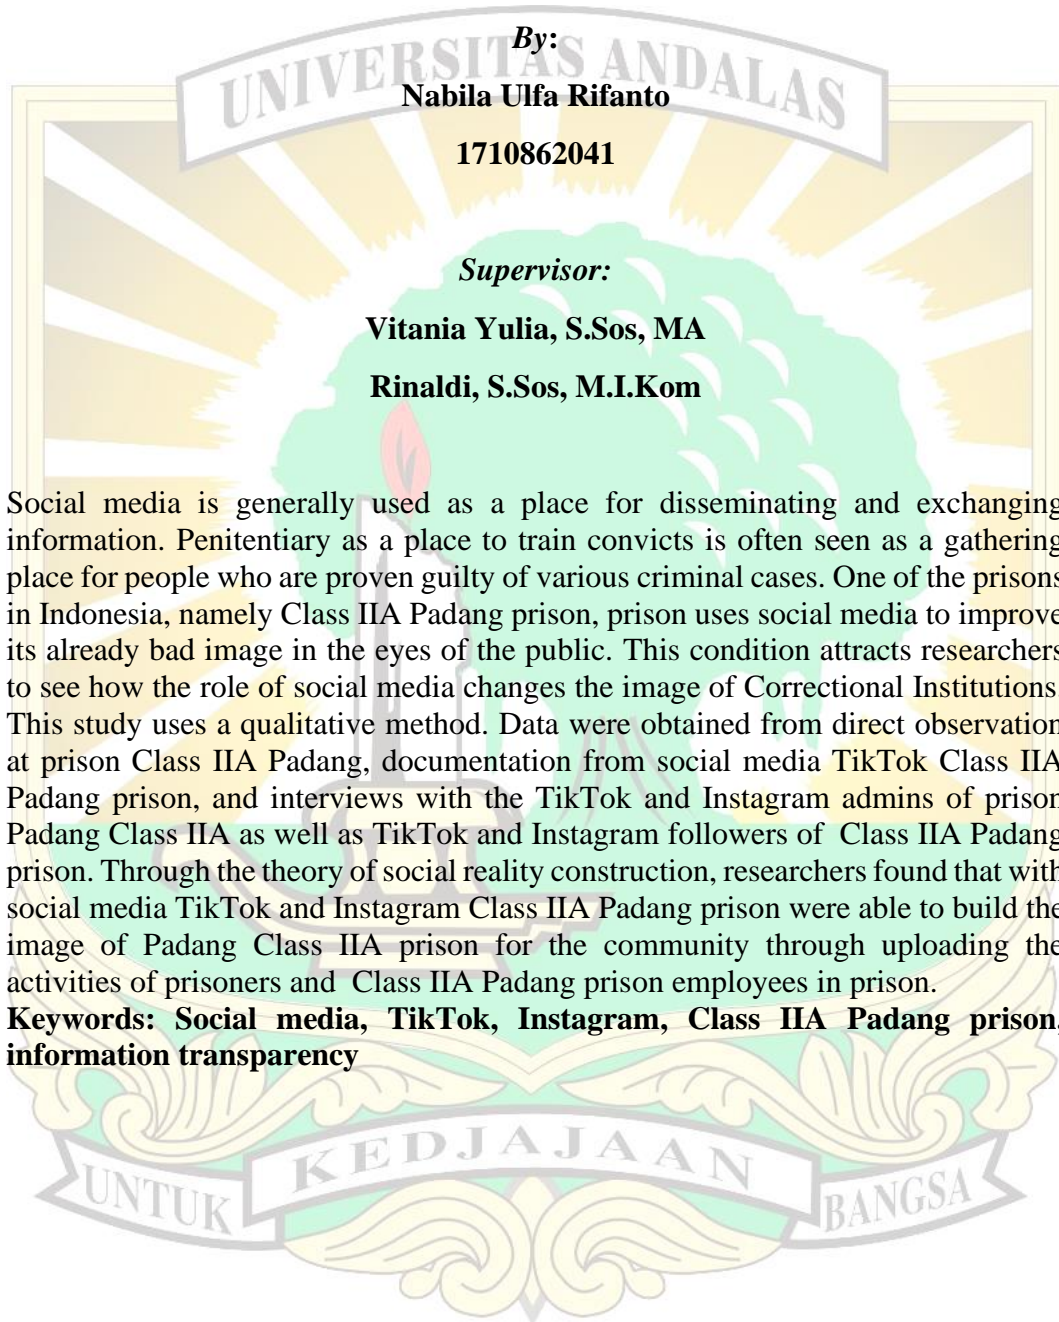 UNIVERSITAS ANDALAS
By:
Nabila Ulfa Rifanto
1710862041
Supervisor:
Vitania Yulia, S.Sos, MA
Rinaldi, S.Sos, M.I.Kom
Social media is generally used as a place for disseminating and exchanging
information. Penitentiary as a place to train convicts is often seen as a gathering
place for people who are proven guilty of various criminal cases. One of the prisons
in Indonesia, namely Class IIA Padang prison, prison uses social media to improve
its already bad image in the eyes of the public. This condition attracts researchers
to see how the role of social media changes the image of Correctional Institutions.
This study uses a qualitative method. Data were obtained from direct observation
at prison Class IIA Padang, documentation from social media TikTok Class IIA
Padang prison, and interviews with the TikTok and Instagram admins of prison
Padang Class IIA as well as TikTok and Instagram followers of Class IIA Padang
prison. Through the theory of social reality construction, researchers found that with
social media TikTok and Instagram Class IIA Padang prison were able to build the
image of Padang Class IIA prison for the community through uploading the
activities of prisoners and Class IIA Padang prison employees in prison.
Keywords: Social media, TikTok, Instagram, Class IIA Padang prison,
information transparency
UNTUK KEDJAJAAN BANGSA